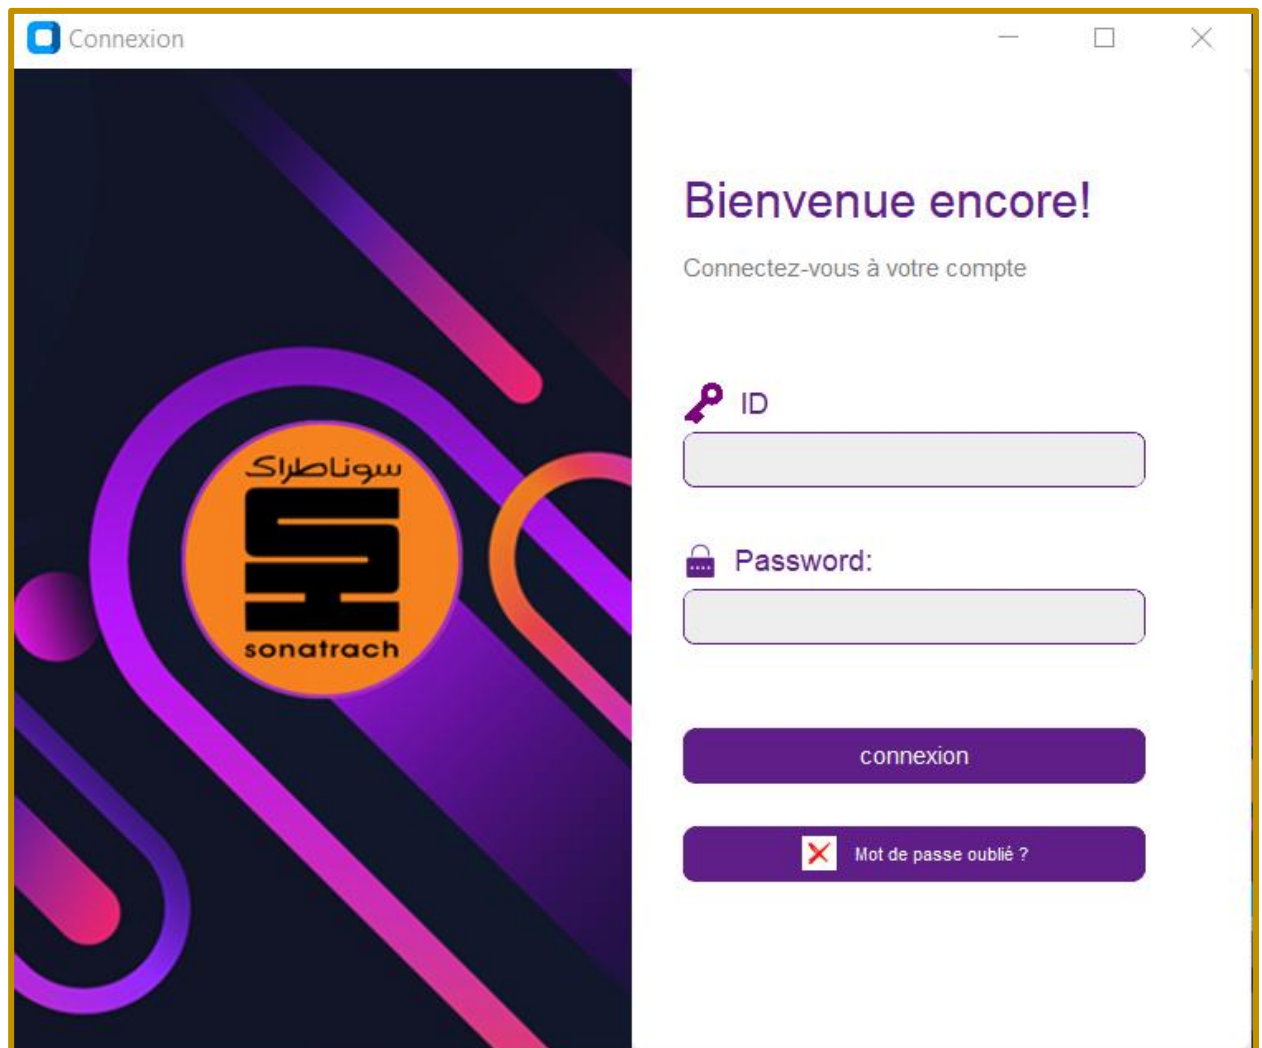 Connexion
سوناطراك
sonatrach
Bienvenue encore!
Connectez-vous à votre compte
ID
Password:
connexion
Mot de passe oublié ?